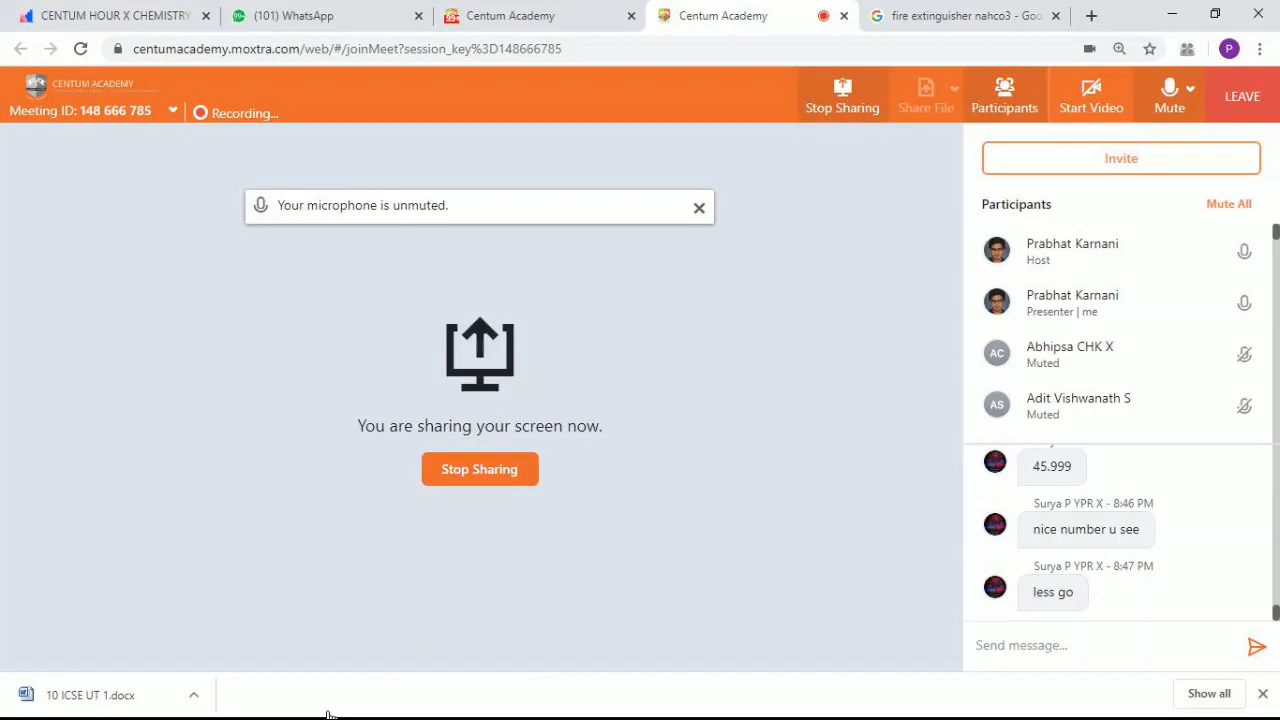 CENTUM HOUR X CHEMISTRY
(101) WhatsApp
Centum Academy
Centum Academy
fire extinguisher nahco3 - Goo
centumacademy.moxtra.com/web/#/joinMeet?session_key%3D148666785
P
CENTUM ACADEMY
Meeting ID: 148 666 785
Recording...
Stop Sharing
Share File
Participants
Start Video
Mute
LEAVE
Your microphone is unmuted.
You are sharing your screen now.
Stop Sharing
Invite
Participants
Mute All
Prabhat Karnani
Host
Prabhat Karnani
Presenter | me
AC
Abhipsa CHK X
Muted
AS
Adit Vishwanath S
Muted
45.999
Surya P YPR X - 8:46 PM
nice number u see
Surya P YPR X - 8:47 PM
less go
Send message...
10 ICSE UT 1.docx
Show all